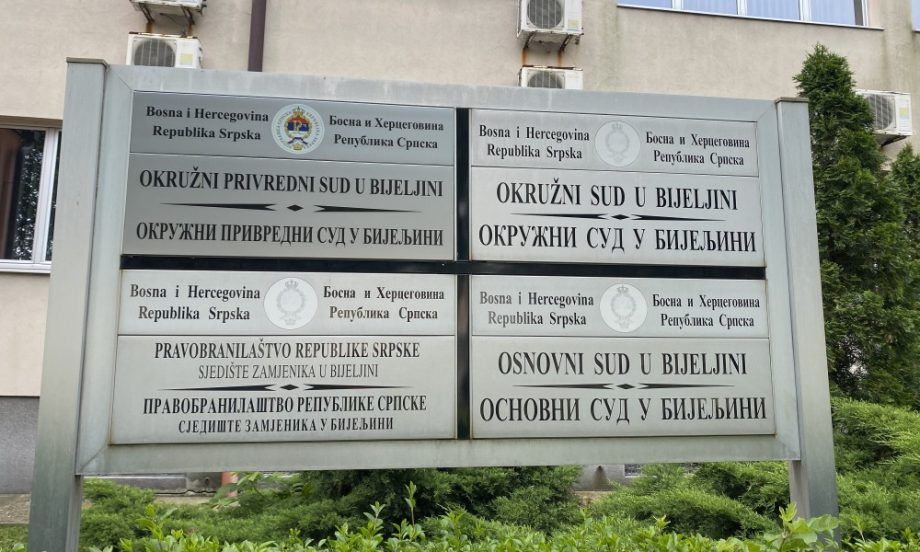 Bosna i Hercegovina
Republika Srpska
Босна и Херцеговина
Република Српска
OKRUŽNI PRIVREDNI SUD U BIJELJINI
ОКРУЖНИ ПРИВРЕДНИ СУД У БИЈЕЉИНИ
Bosna i Hercegovina
Republika Srpska
Босна и Херцеговина
Република Српска
OKRUŽNI SUD U BIJELJINI
ОКРУЖНИ СУД У БИЈЕЉИНИ
Bosna i Hercegovina
Republika Srpska
Босна и Херцеговина
Република Српска
PRAVOBRANILAŠTVO REPUBLIKE SRPSKE
SJEDIŠTE ZAMJENIKA U BIJELJINI
ПРАВОБРАНИЛАШТВО РЕПУБЛИКЕ СРПСКЕ
СЈЕДИШТЕ ЗАМЈЕНИКА У БИЈЕЉИНИ
Bosna i Hercegovina
Republika Srpska
Босна и Херцеговина
Република Српска
OSNOVNI SUD U BIJELJINI
ОСНОВНИ СУД У БИЈЕЉИНИ